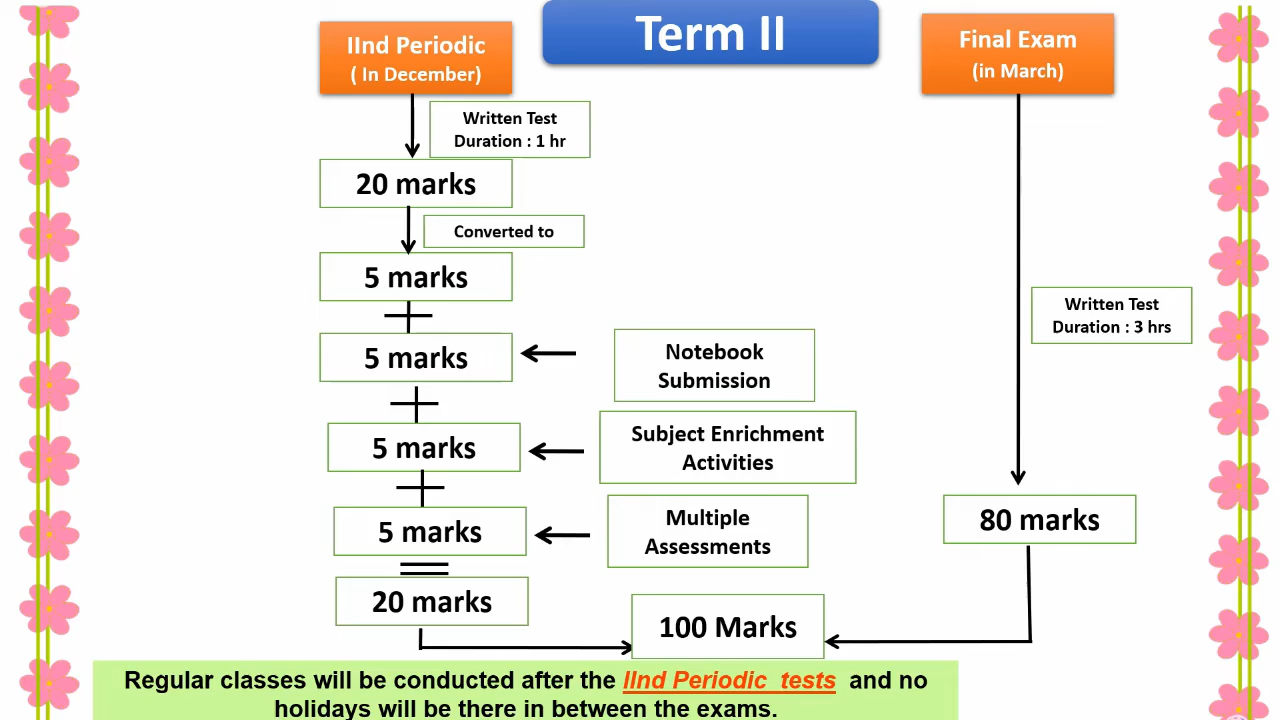 Term II
IInd Periodic
( In December)
Written Test
Duration : 1 hr
20 marks
Converted to
5 marks
5 marks
Notebook
Submission
5 marks
Subject Enrichment
Activities
5 marks
Multiple
Assessments
20 marks
Final Exam
(in March)
Written Test
Duration : 3 hrs
80 marks
100 Marks
Regular classes will be conducted after the IInd Periodic tests and no
holidays will be there in between the exams.